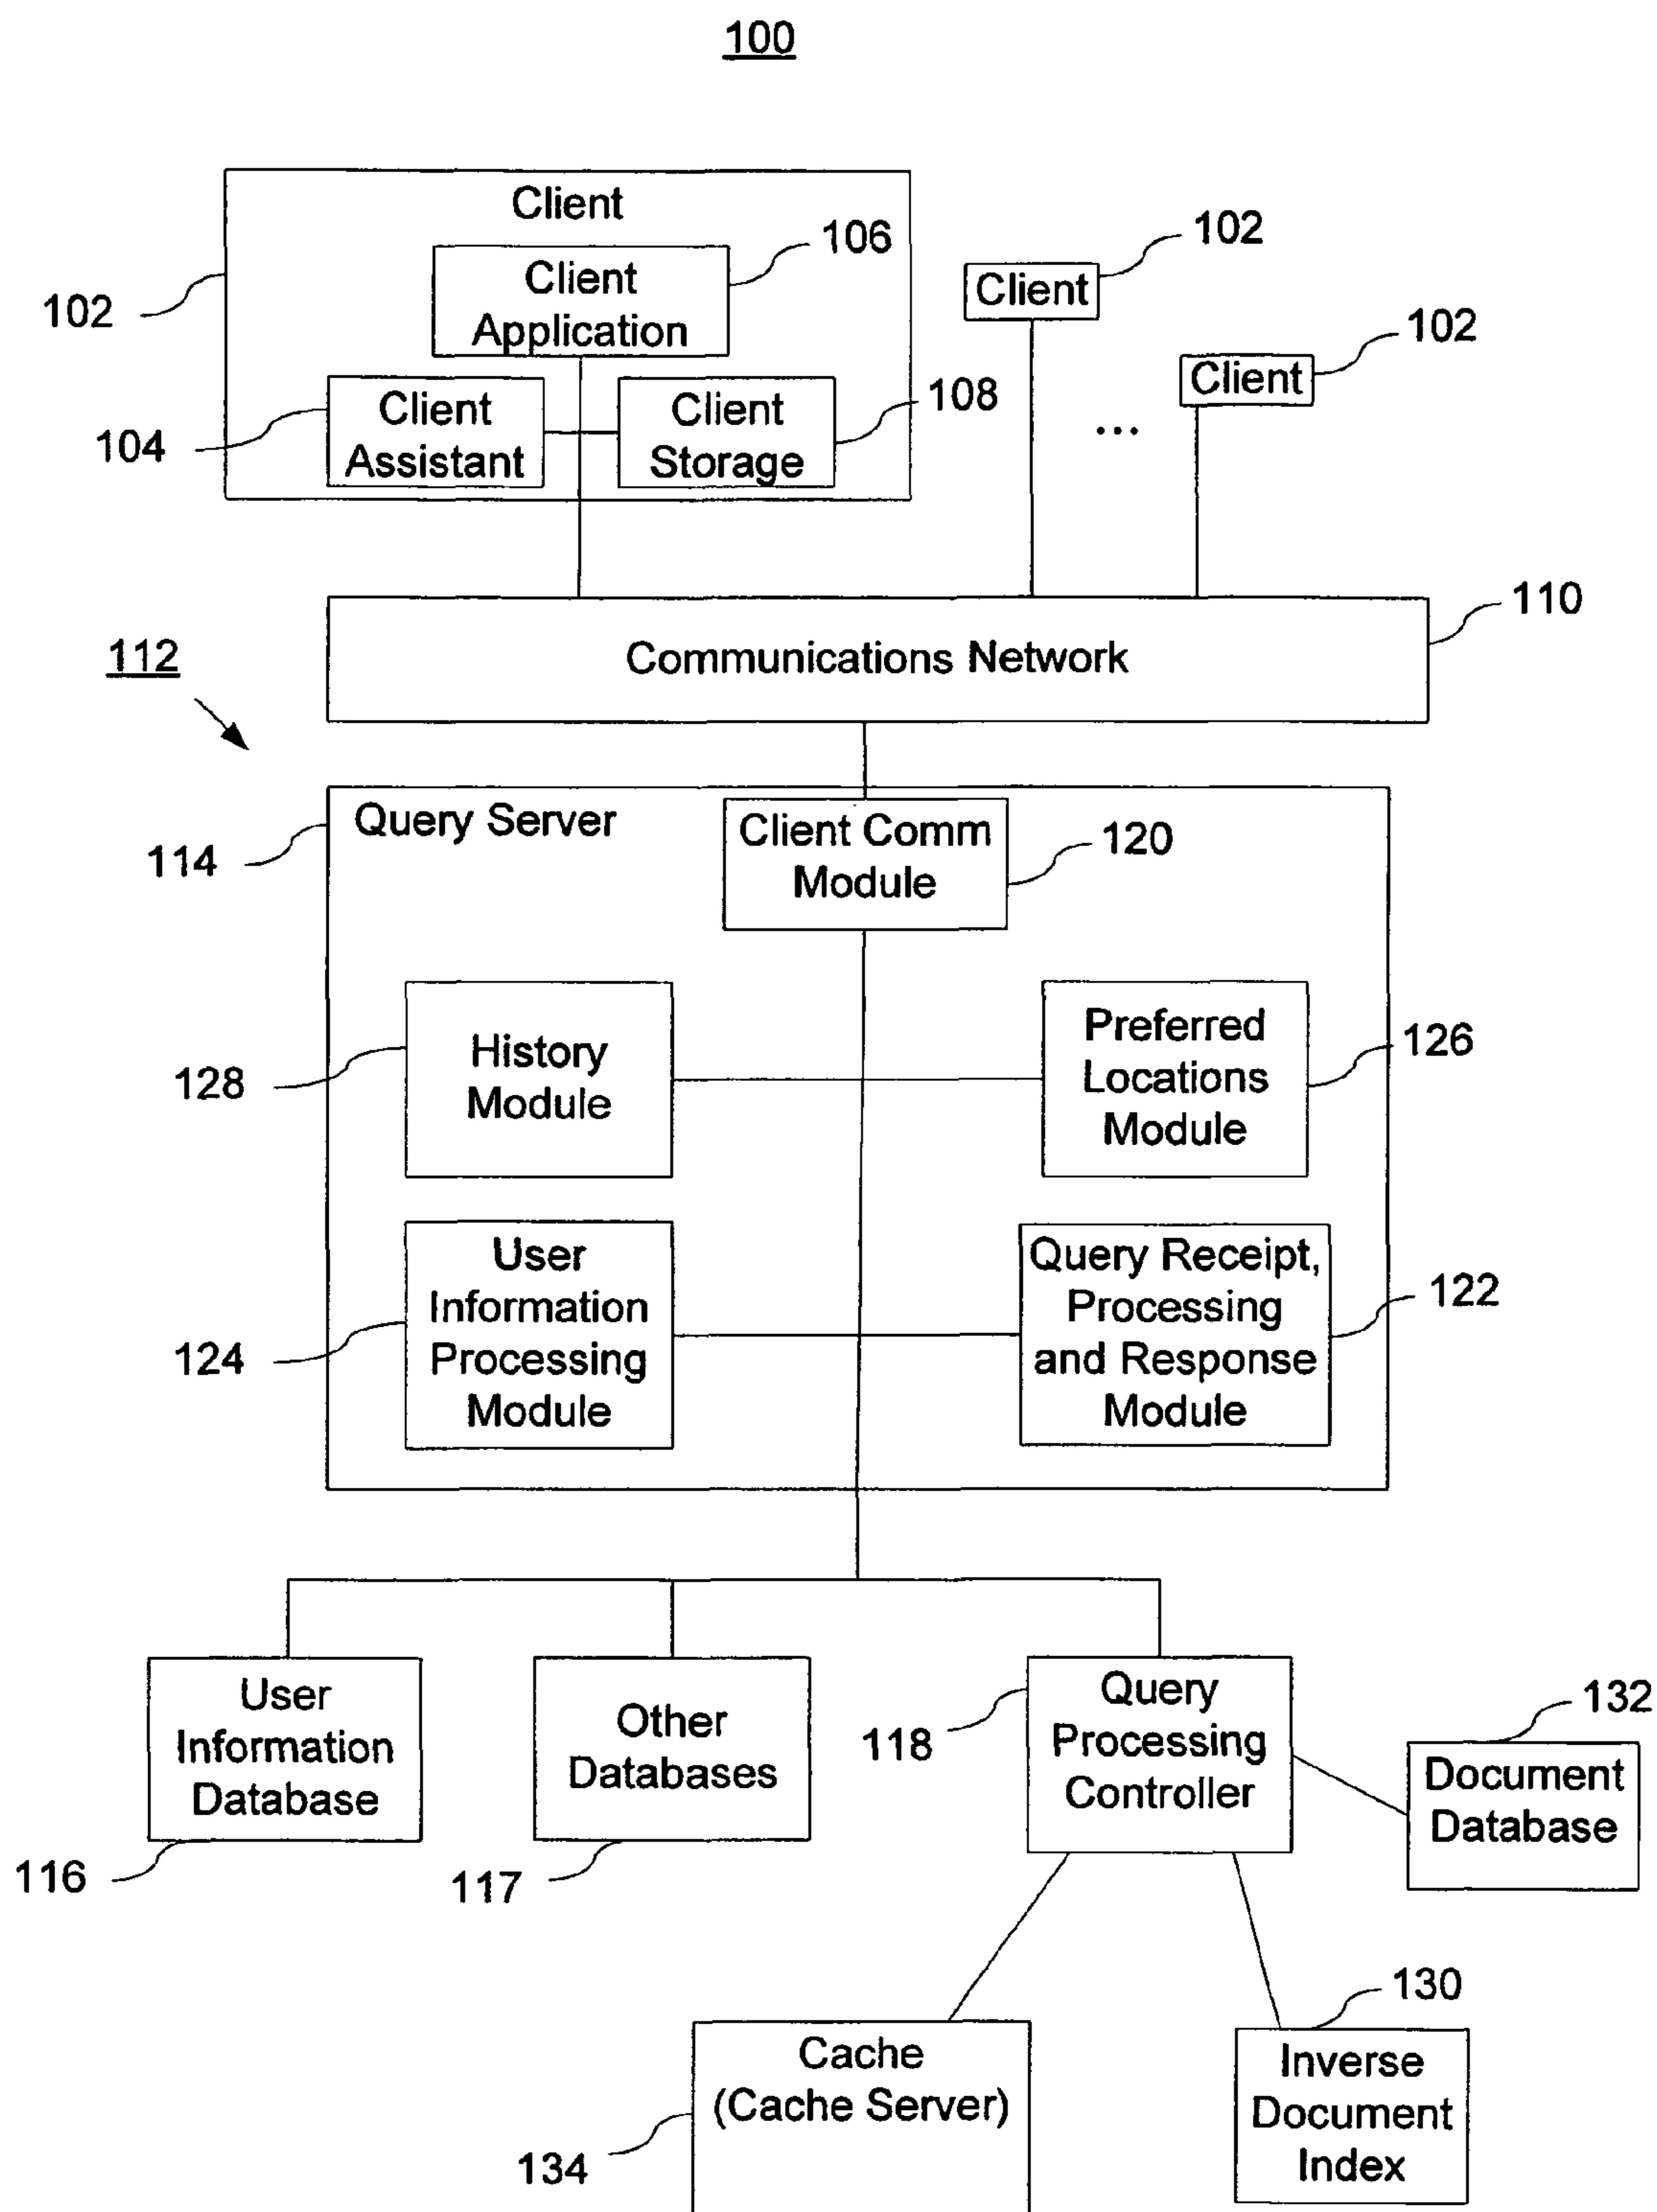 100
Client
106
Client
Application
102
Client
Assistant
104
Client
Storage
108
Client
102
Client
102
...
110
Communications Network
112
Query Server
114
Client Comm
Module
120
History
Module
128
Preferred
Locations
Module
126
User
Information
Processing
Module
124
Query Receipt,
Processing
and Response
Module
122
User
Information
Database
116
Other
Databases
117
Query
Processing
Controller
118
132
Document
Database
Cache
(Cache Server)
134
130
Inverse
Document
Index